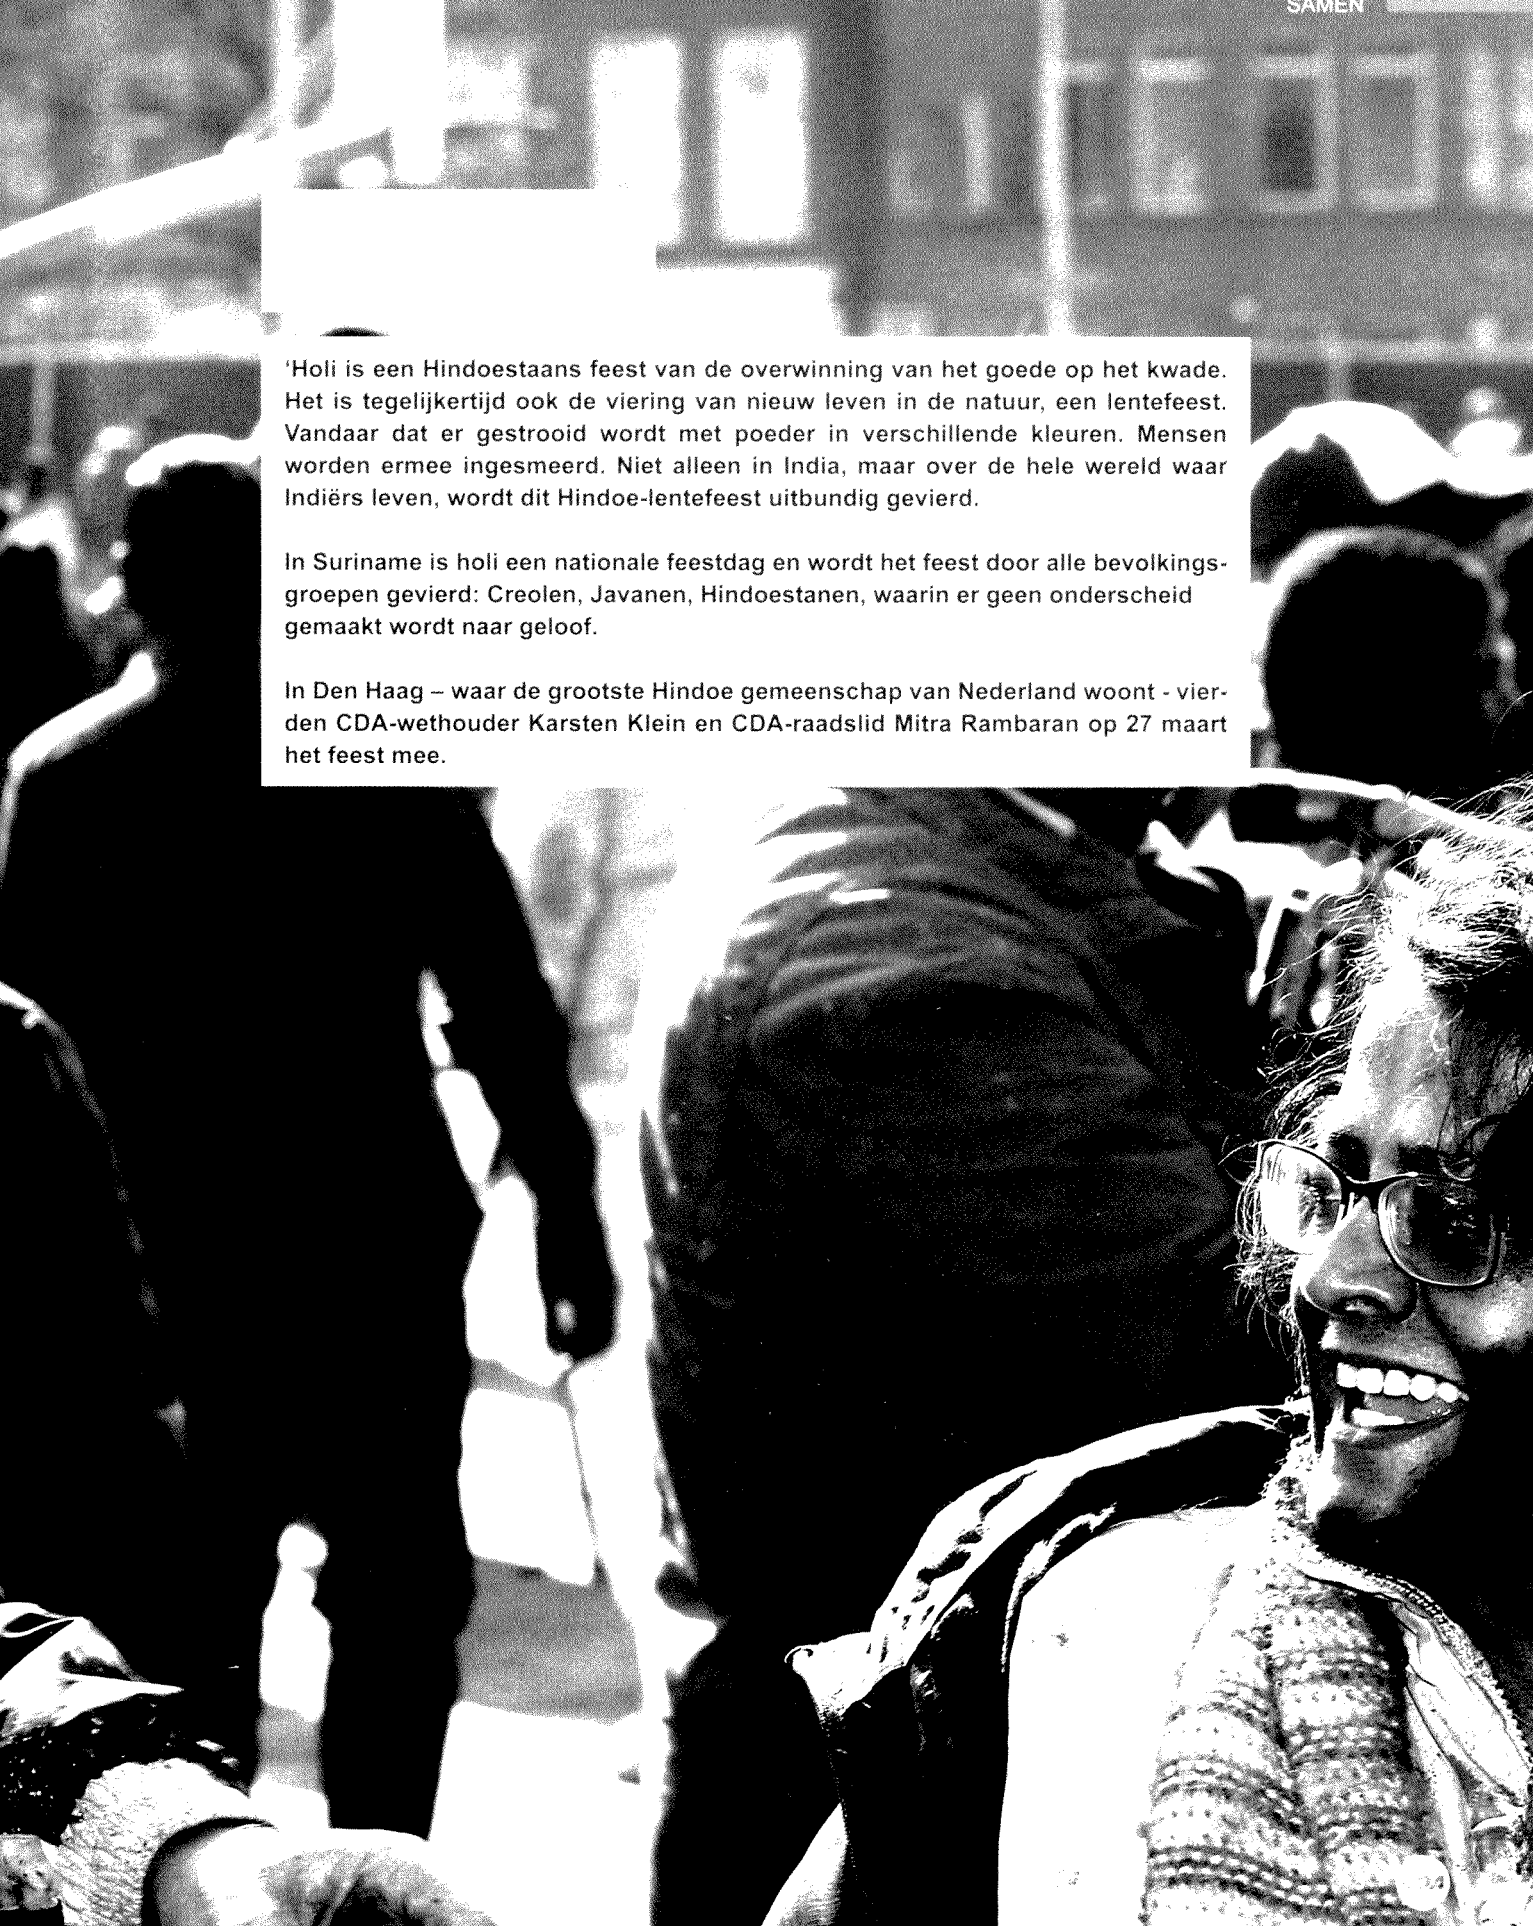 SAMEN
‘Holi is een Hindoestaans feest van de overwinning van het goede op het kwade.
Het is tegelijkertijd ook de viering van nieuw leven in de natuur, een lentefeest.
Vandaar dat er gestrooid wordt met poeder in verschillende kleuren. Mensen
worden ermee ingesmeerd. Niet alleen in India, maar over de hele wereld waar
Indiërs leven, wordt dit Hindoe-lentefeest uitbundig gevierd.
In Suriname is holi een nationale feestdag en wordt het feest door alle bevolkings-
groepen gevierd: Creolen, Javanen, Hindoestanen, waarin er geen onderscheid
gemaakt wordt naar geloof.
In Den Haag – waar de grootste Hindoe gemeenschap van Nederland woont - vier-
den CDA-wethouder Karsten Klein en CDA-raadslid Mitra Rambaran op 27 maart
het feest mee.